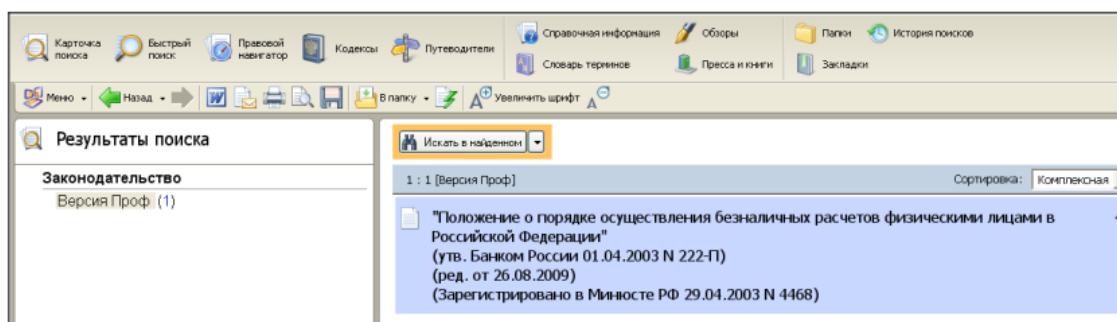 Карточка поиска
Быстрый поиск
Правовой навигатор
Кодексы
Путеводители
Справочная информация
Словарь терминов
Обзоры
Пресса и книги
Папки
Закладки
История поисков
Меню
Назад
В папку
Увеличить шрифт
Результаты поиска
Законодательство
Версия Проф (1)
Искать в найденном
1 : 1 [Версия Проф]
Сортировка: Комплексная
"Положение о порядке осуществления безналичных расчетов физическими лицами в
Российской Федерации"
(утв. Банком России 01.04.2003 N 222-П)
(ред. от 26.08.2009)
(Зарегистрировано в Минюсте РФ 29.04.2003 N 4468)